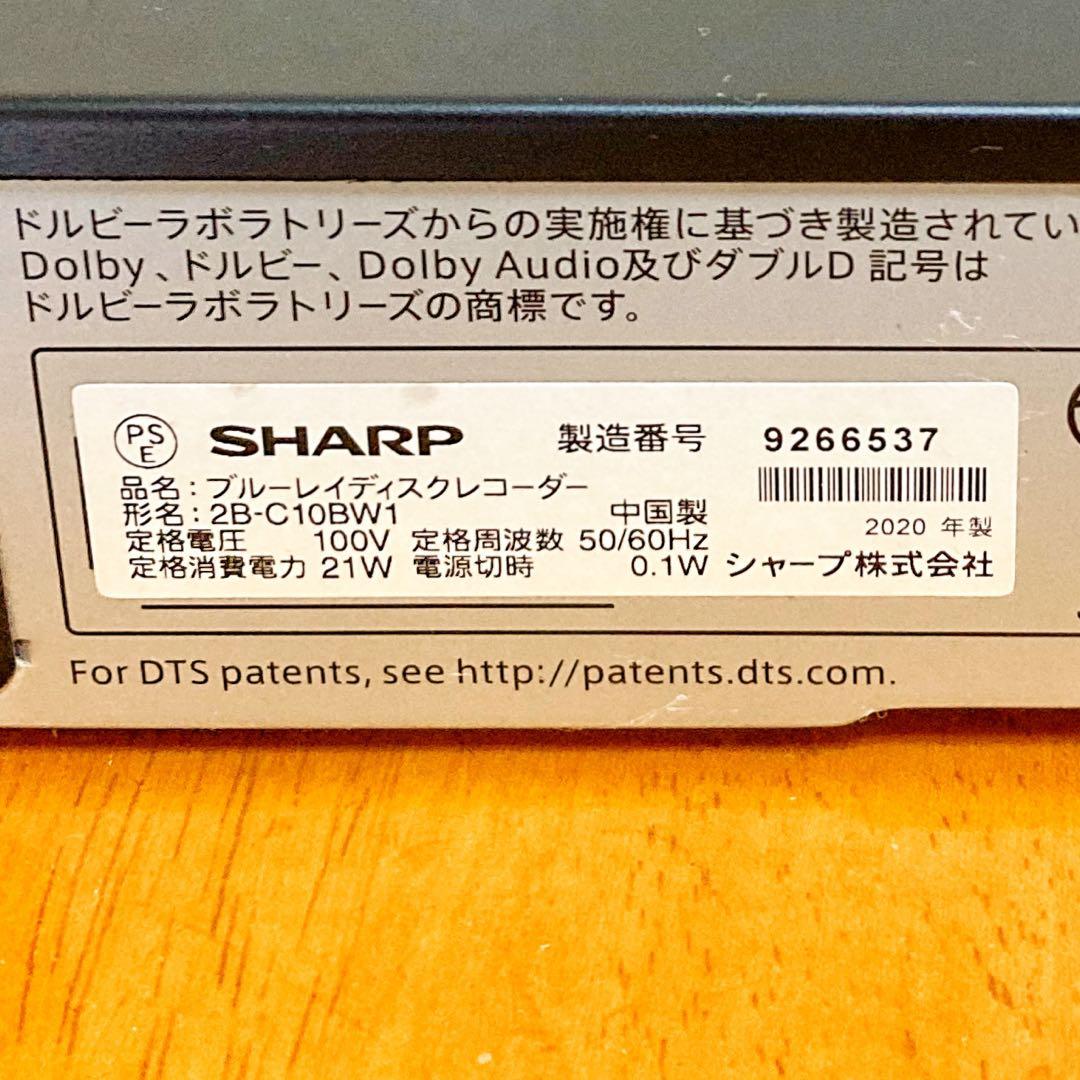 ドルビーラボラトリーズからの実施権に基づき製造されてい
Dolby、ドルビー、Dolby Audio及びダブルD 記号は
ドルビーラボラトリーズの商標です。
PS
E
SHARP 製造番号 9266537
品名:ブルーレイディスクレコーダー
形名:2B-C10BW1 中国製
2020 年製
定格電圧 100V 定格周波数 50/60Hz
定格消費電力 21W 電源切時 0.1W シャープ株式会社
For DTS patents, see http://patents.dts.com.